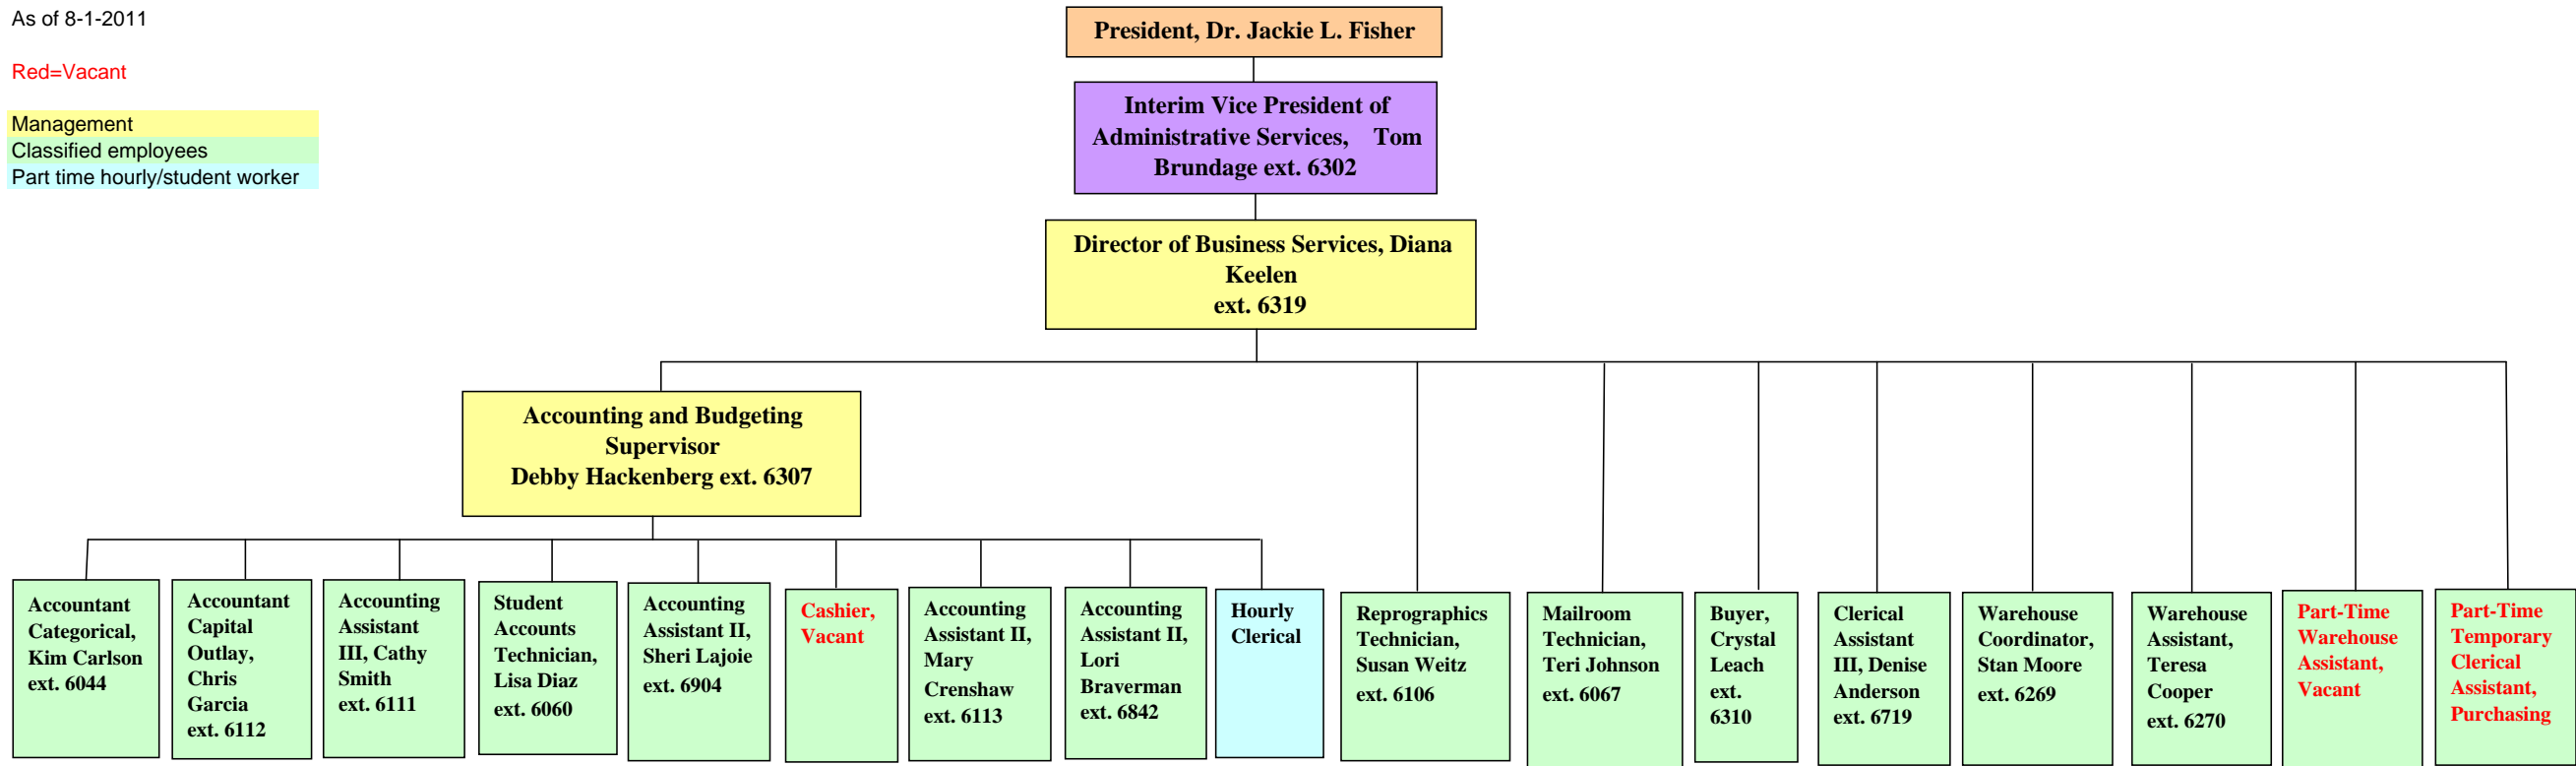 As of 8-1-2011
Red=Vacant
Management
Classified employees
Part time hourly/student worker
President, Dr. Jackie L. Fisher
Interim Vice President of
Administrative Services, Tom
Brundage ext. 6302
Director of Business Services, Diana
Keelen
ext. 6319
Accounting and Budgeting
Supervisor
Debby Hackenberg ext. 6307
Accountant
Categorical,
Kim Carlson
ext. 6044
Accountant
Capital
Outlay,
Chris
Garcia
ext. 6112
Accounting
Assistant
III, Cathy
Smith
ext. 6111
Student
Accounts
Technician,
Lisa Diaz
ext. 6060
Accounting
Assistant II,
Sheri Lajoie
ext. 6904
Cashier,
Vacant
Accounting
Assistant II,
Mary
Crenshaw
ext. 6113
Accounting
Assistant II,
Lori
Braverman
ext. 6842
Hourly
Clerical
Reprographics
Technician,
Susan Weitz
ext. 6106
Mailroom
Technician,
Teri Johnson
ext. 6067
Buyer,
Crystal
Leach
ext.
6310
Clerical
Assistant
III, Denise
Anderson
ext. 6719
Warehouse
Coordinator,
Stan Moore
ext. 6269
Warehouse
Assistant,
Teresa
Cooper
ext. 6270
Part-Time
Warehouse
Assistant,
Vacant
Part-Time
Temporary
Clerical
Assistant,
Purchasing